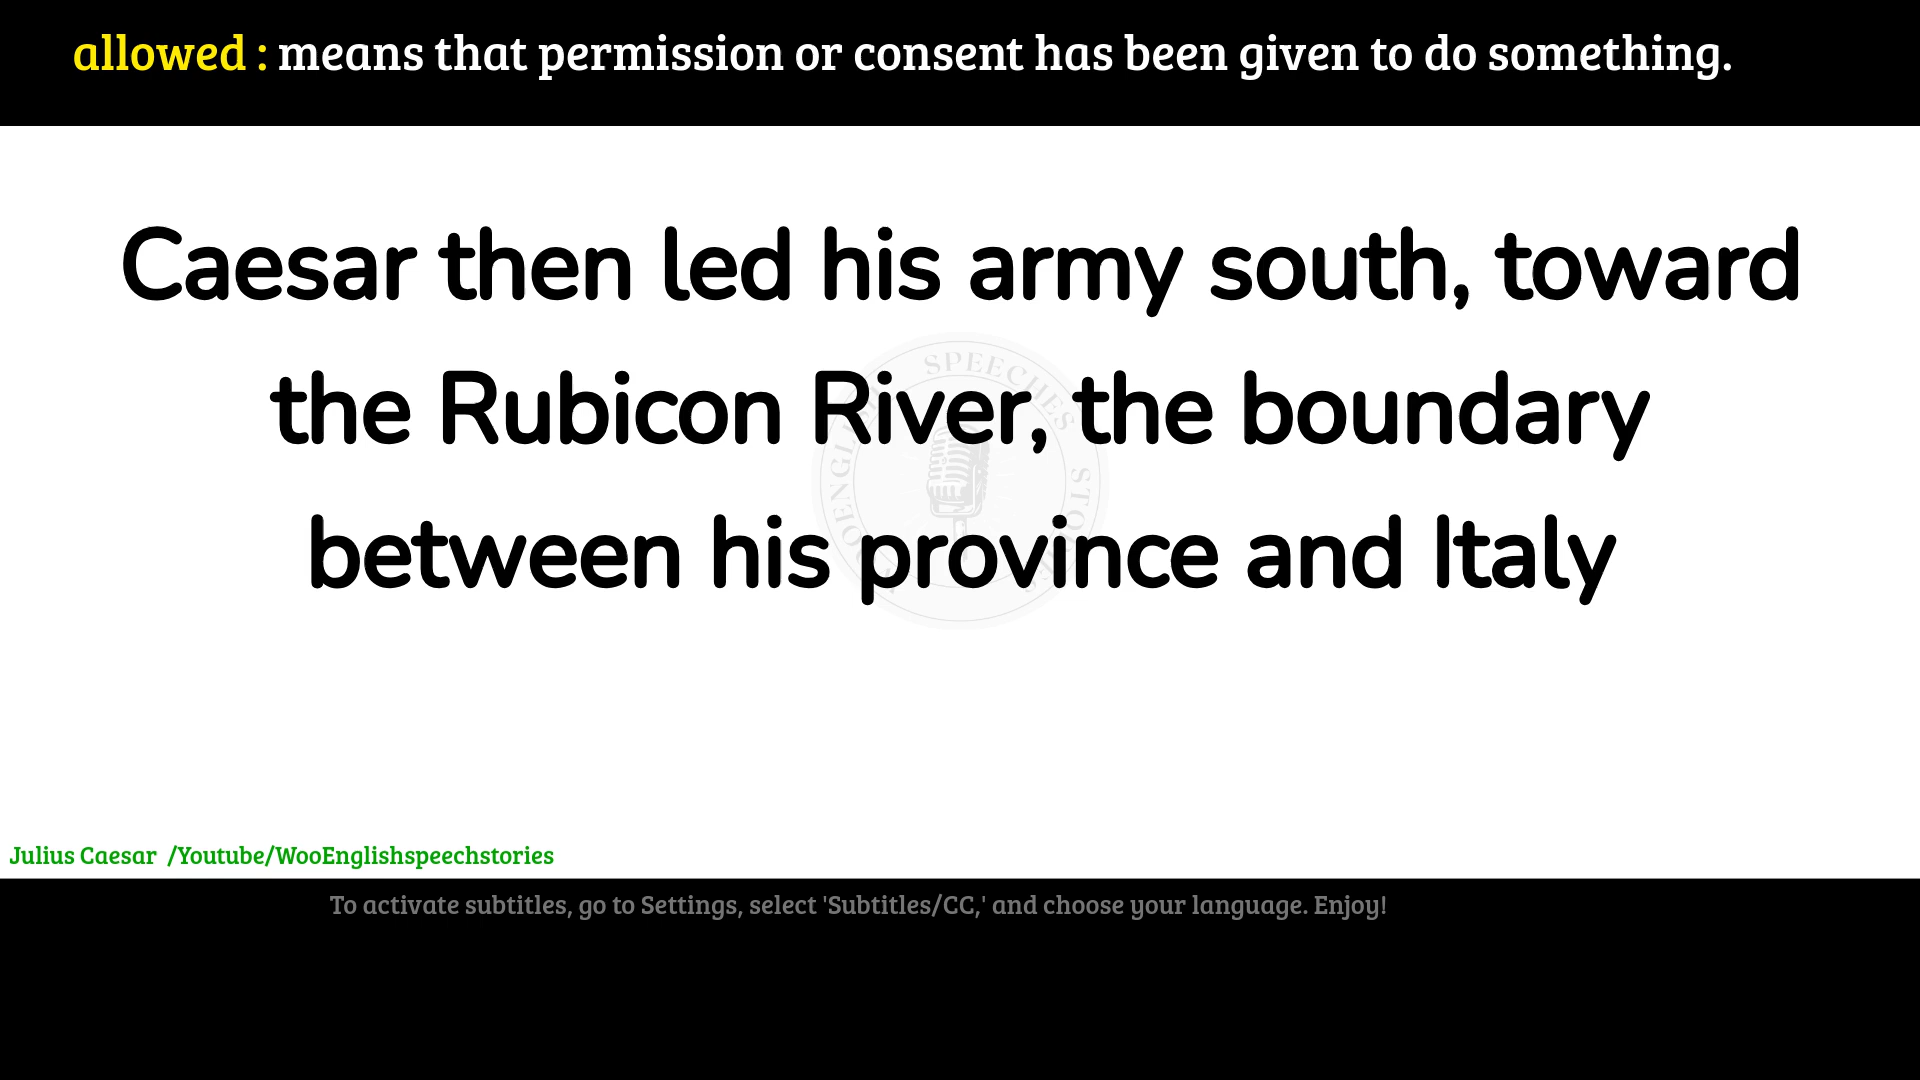 allowed : means that permission or consent has been given to do something.
Caesar then led his army south, toward
the Rubicon River, the boundary
between his province and Italy
SPEECHES
Julius Caesar /Youtube/WooEnglishspeechstories
To activate subtitles, go to Settings, select 'Subtitles/CC,' and choose your language. Enjoy!